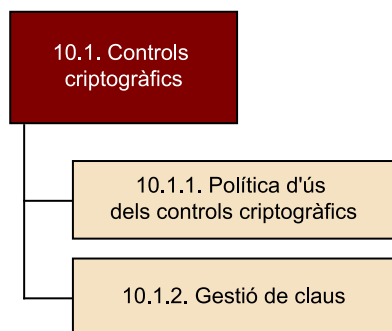 10.1. Controls
criptogràfics
10.1.1. Política d'ús
dels controls criptogràfics
10.1.2. Gestió de claus